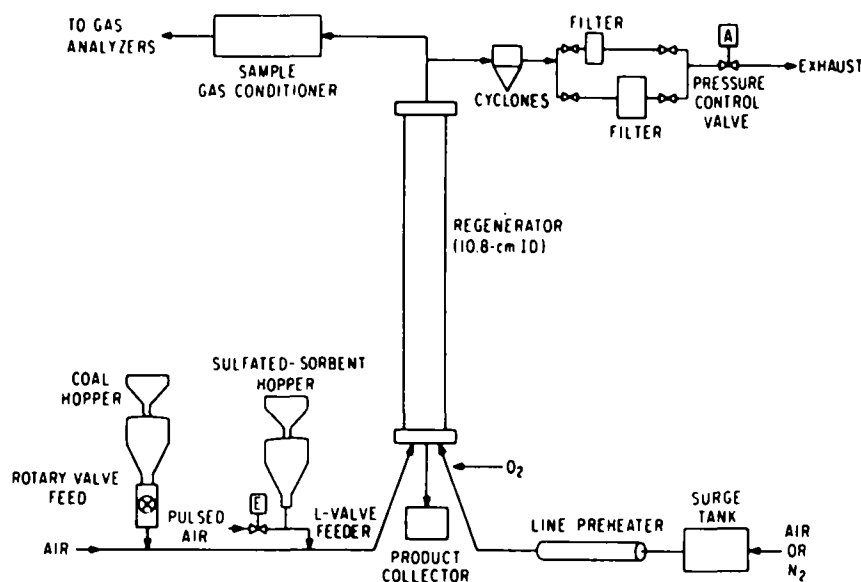 TO GAS
ANALYZERS
SAMPLE
GAS CONDITIONER
CYCLONES
FILTER
FILTER
A
PRESSURE
CONTROL
VALVE
EXHAUST
REGENERATOR
(10.8-cm ID)
SULFATED-SORBENT
HOPPER
COAL
HOPPER
ROTARY VALVE
FEED
PULSED
AIR
E
L-VALVE
FEEDER
AIR
O2
PRODUCT
COLLECTOR
LINE PREHEATER
SURGE
TANK
AIR
OR
N2